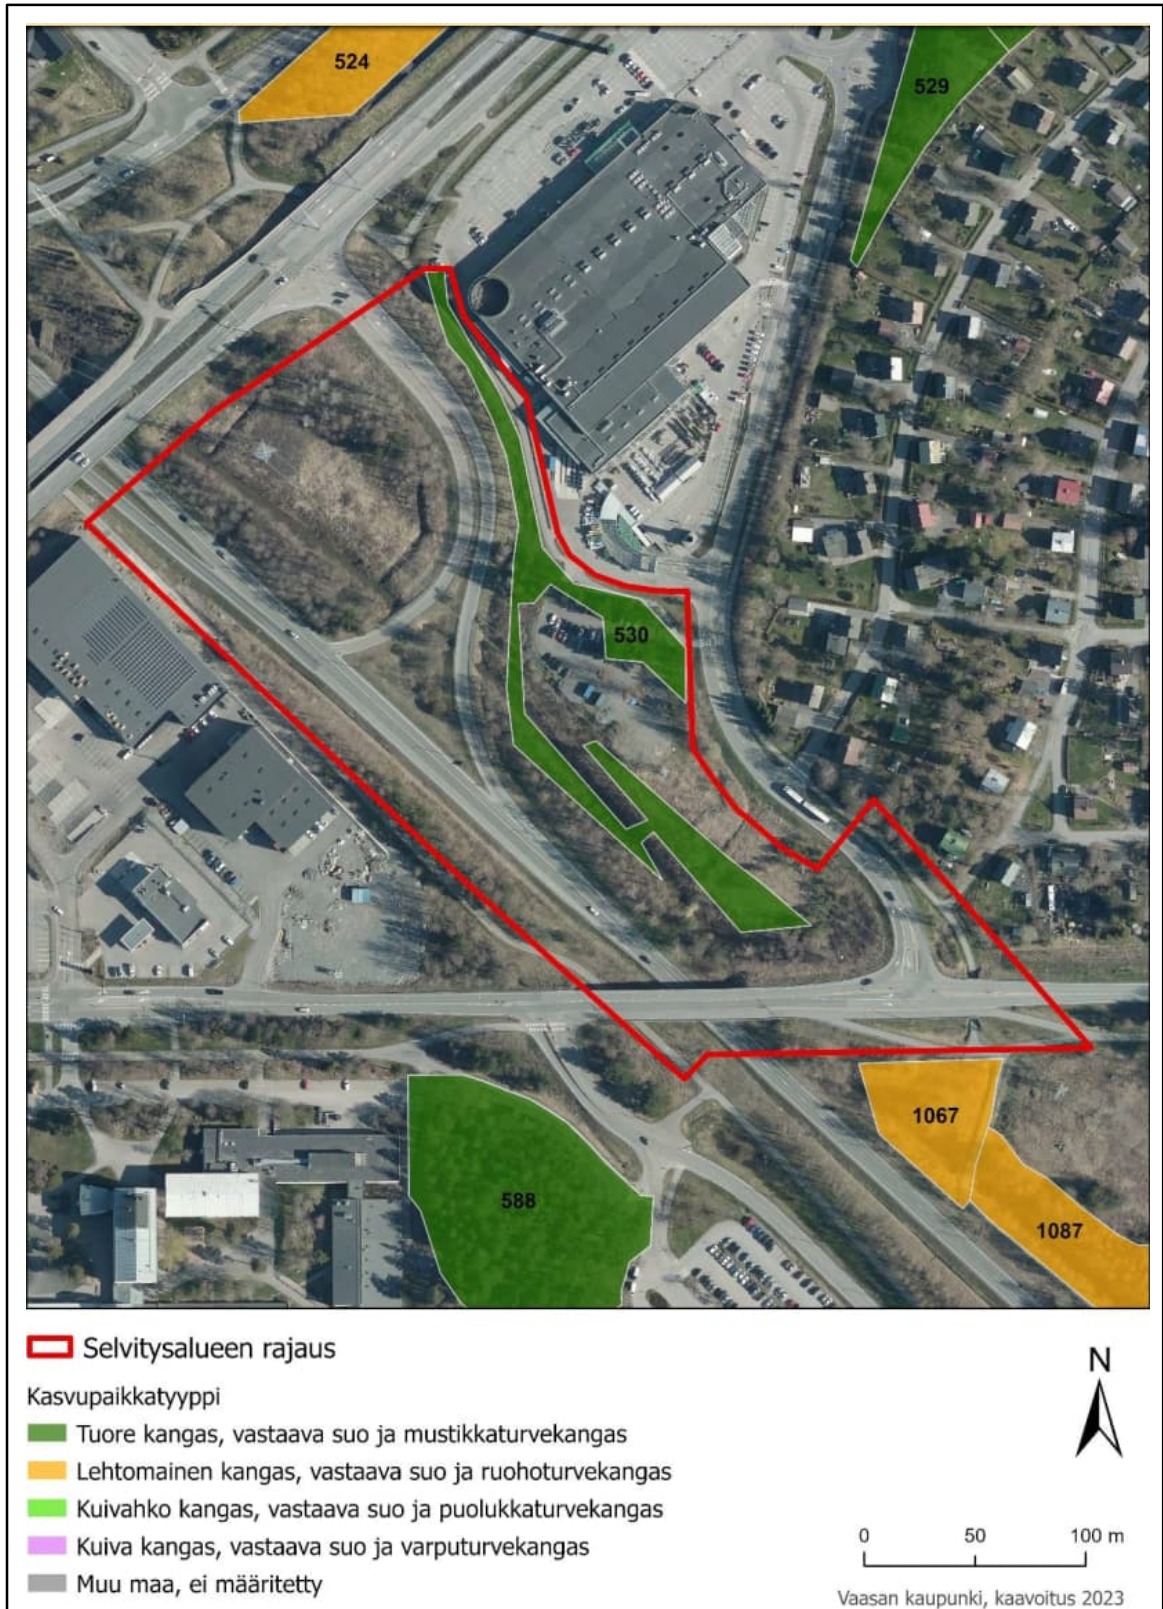 524
529
530
1067
588
1087
Selvitysalueen rajaus
N
Kasvupaikkatyyppi
Tuore kangas, vastaava suo ja mustikkaturvekangas
Lehtomainen kangas, vastaava suo ja ruohoturvekangas
Kuivahko kangas, vastaava suo ja puolukkaturvekangas
Kuiva kangas, vastaava suo ja varputurvekangas
Muu maa, ei määritetty
0 50 100 m
Vaasan kaupunki, kaavoitus 2023